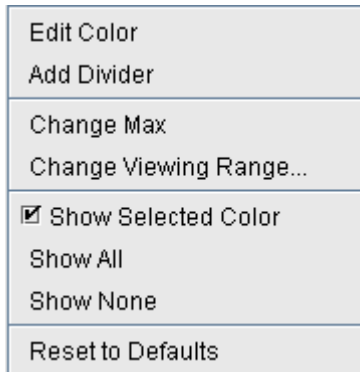 Edit Color
Add Divider
Change Max
Change Viewing Range...
Show Selected Color
Show All
Show None
Reset to Defaults